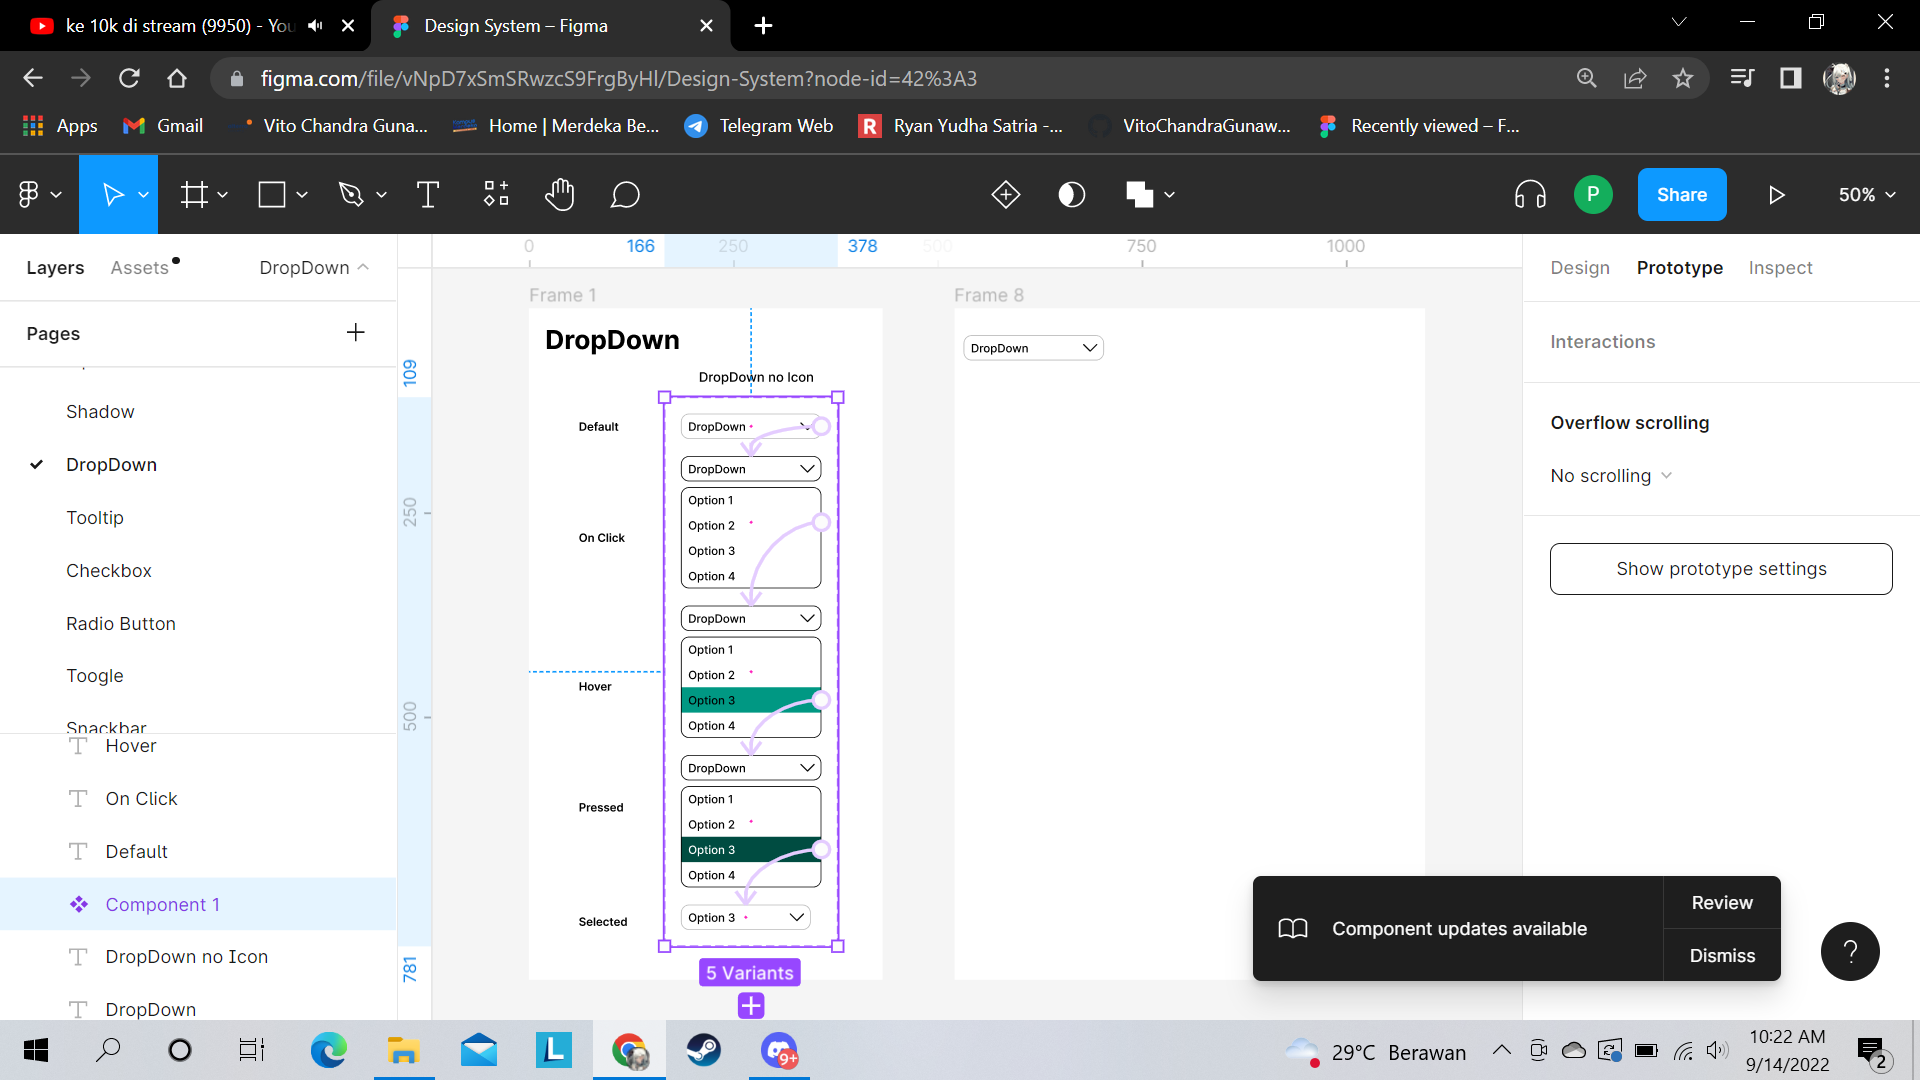 ke 10k di stream (9950) - You
Design System – Figma
figma.com/file/vNpD7xSmSRwzcS9FrgByHl/Design-System?node-id=42%3A3
Apps
Gmail
Vito Chandra Guna...
Home | Merdeka Be...
Telegram Web
Ryan Yudha Satria -...
VitoChandraGunaw...
Recently viewed – F...
P
Share
50%
Layers
Assets
DropDown
Pages
Shadow
DropDown
Tooltip
Checkbox
Radio Button
Toogle
Snackbar
Hover
On Click
Default
Component 1
DropDown no Icon
DropDown
0
166
250
378
500
750
1000
109
250
500
781
Frame 1
DropDown
DropDown no Icon
Default
DropDown
DropDown
Option 1
Option 2
On Click
Option 3
Option 4
DropDown
Option 1
Option 2
Hover
Option 3
Option 4
DropDown
Option 1
Pressed
Option 2
Option 3
Option 4
Selected
Option 3
5 Variants
Frame 8
DropDown
Design
Prototype
Inspect
Interactions
Overflow scrolling
No scrolling
Show prototype settings
Component updates available
Review
Dismiss
?
L
9+
29°C Berawan
10:22 AM
9/14/2022
2